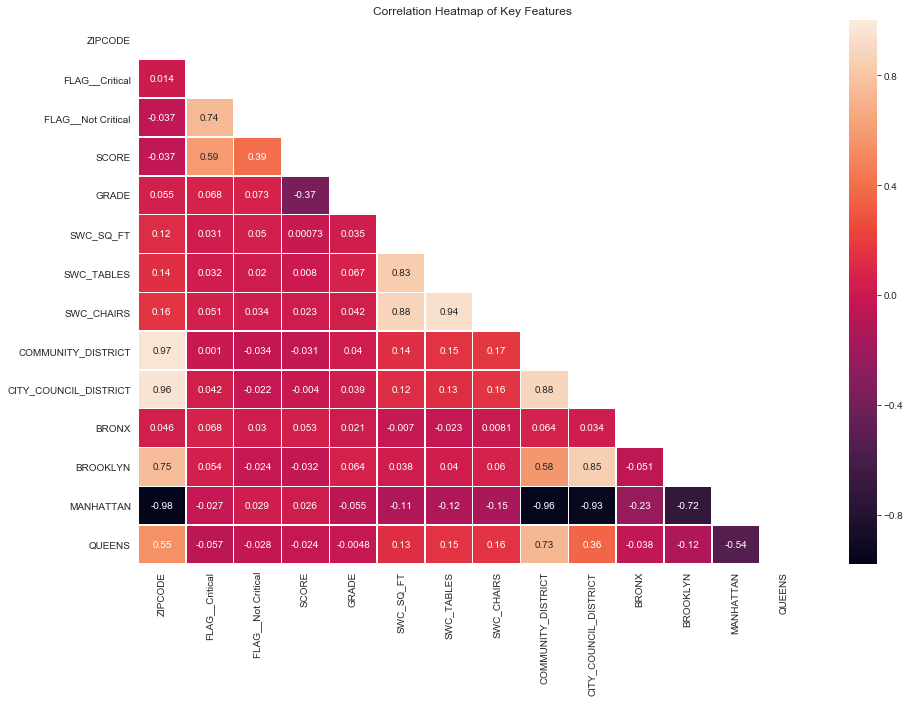 Correlation Heatmap of Key Features
ZIPCODE
FLAG__Critical 0.014
FLAG__Not Critical -0.037 0.74
SCORE -0.037 0.59 0.39
GRADE 0.055 0.068 0.073 -0.37
SWC_SQ_FT 0.12 0.031 0.05 0.00073 0.035
SWC_TABLES 0.14 0.032 0.02 0.008 0.067 0.83
SWC_CHAIRS 0.16 0.051 0.034 0.023 0.042 0.88 0.94
COMMUNITY_DISTRICT 0.97 0.001 -0.034 -0.031 0.04 0.14 0.15 0.17
CITY_COUNCIL_DISTRICT 0.96 0.042 -0.022 -0.004 0.039 0.12 0.13 0.16 0.88
BRONX 0.046 0.068 0.03 0.053 0.021 -0.007 -0.023 0.0081 0.064 0.034
BROOKLYN 0.75 0.054 -0.024 -0.032 0.064 0.038 0.04 0.06 0.58 0.85 -0.051
MANHATTAN -0.98 -0.027 0.029 0.026 -0.055 -0.11 -0.12 -0.15 -0.96 -0.93 -0.23 -0.72
QUEENS 0.55 -0.057 -0.028 -0.024 -0.0048 0.13 0.15 0.16 0.73 0.36 -0.038 -0.12 -0.54
ZIPCODE
FLAG__Critical
FLAG__Not Critical
SCORE
GRADE
SWC_SQ_FT
SWC_TABLES
SWC_CHAIRS
COMMUNITY_DISTRICT
CITY_COUNCIL_DISTRICT
BRONX
BROOKLYN
MANHATTAN
QUEENS
0.8
0.4
0.0
-0.4
-0.8